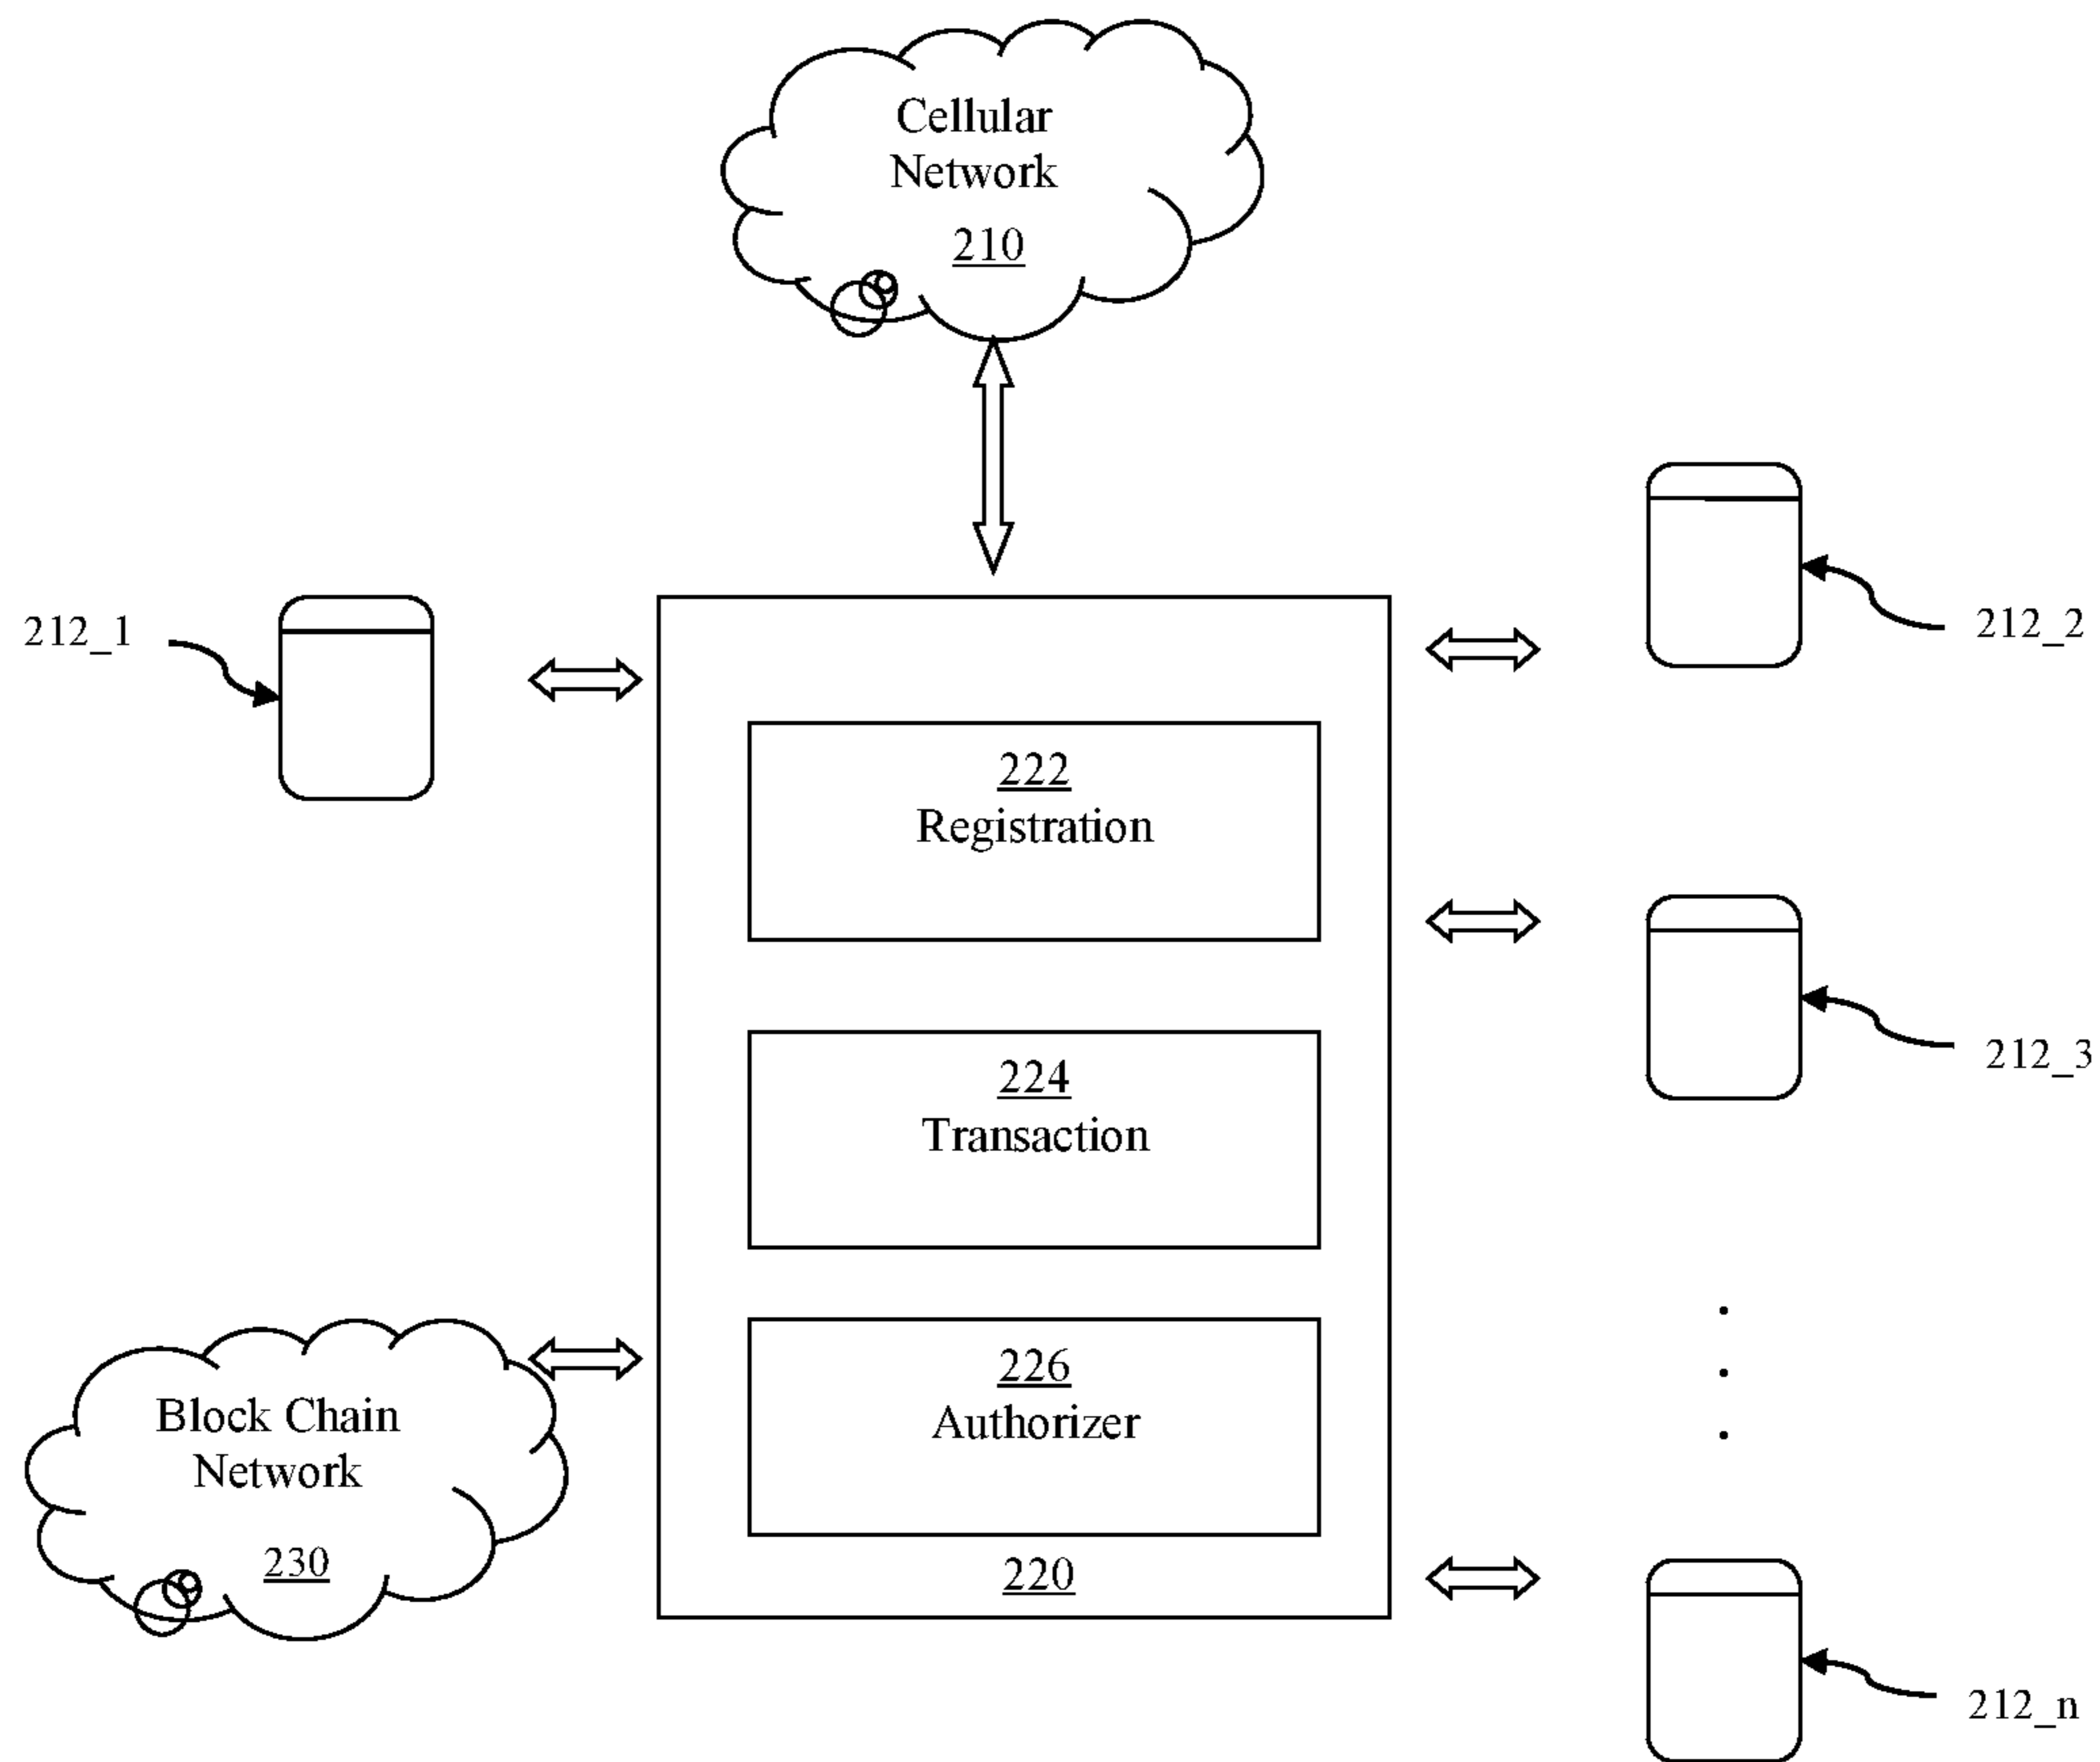 Cellular
Network
210
212_1
212_2
222
Registration
224
Transaction
212_3
226
Authorizer
Block Chain
Network
230
220
212_n